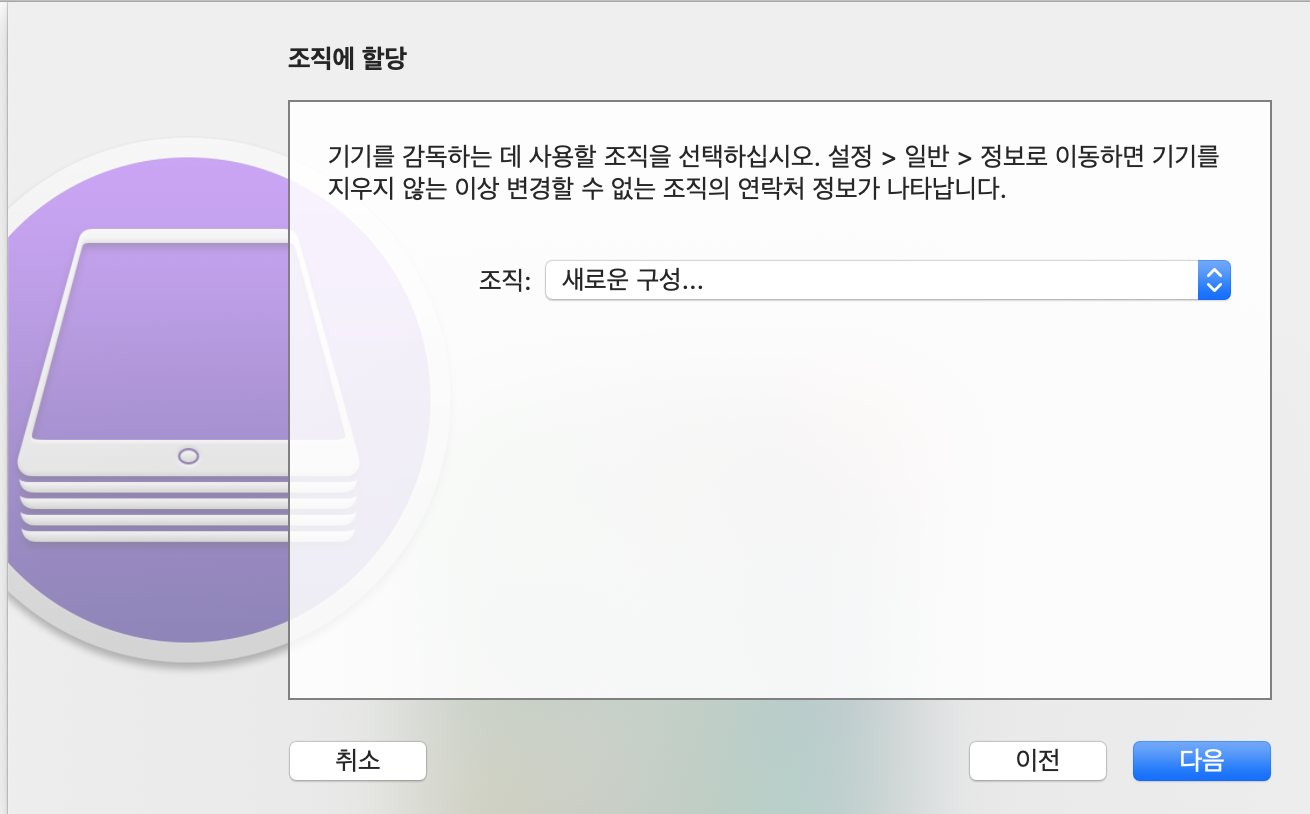 조직에 할당
기기를 감독하는 데 사용할 조직을 선택하십시오. 설정 > 일반 > 정보로 이동하면 기기를
지우지 않는 이상 변경할 수 없는 조직의 연락처 정보가 나타납니다.
조직: 새로운 구성...
취소 이전 다음